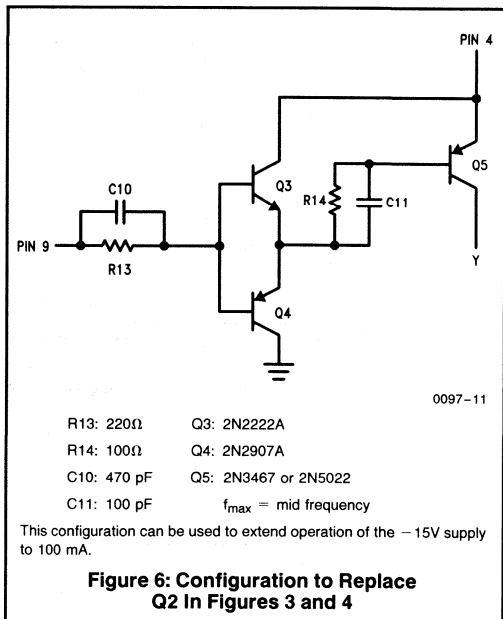 PIN 4
Q5
Q3
C10
R14
C11
PIN 9
R13
Y
Q4
0097-11
R13: 220Ω Q3: 2N2222A
R14: 100Ω Q4: 2N2907A
C10: 470 pF Q5: 2N3467 or 2N5022
C11: 100 pF fmax = mid frequency
This configuration can be used to extend operation of the −15V supply
to 100 mA.
Figure 6: Configuration to Replace
Q2 In Figures 3 and 4